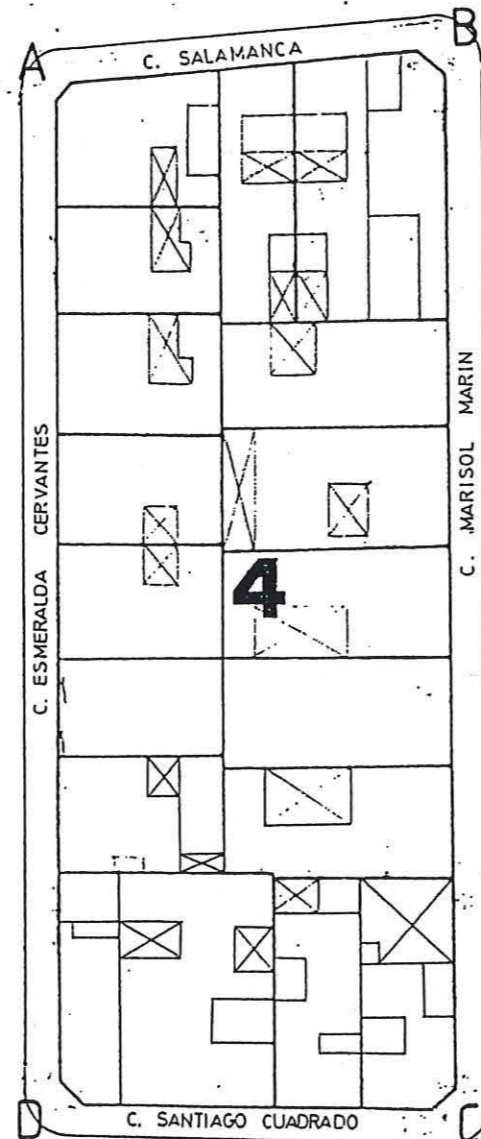 A
B
C. SALAMANCA
C. ESMERALDA CERVANTES
C. MARISOL MARIN
4
D
C. SANTIAGO CUADRADO
C